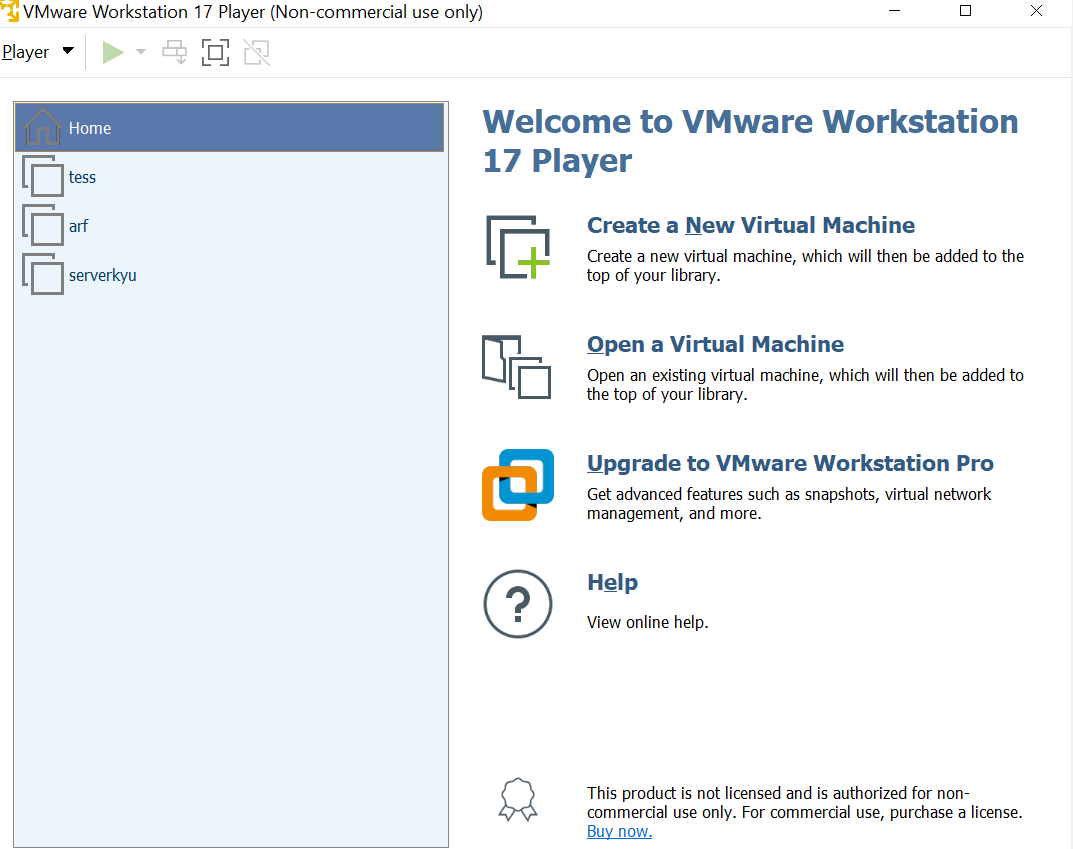 VMware Workstation 17 Player (Non-commercial use only)
Player
Home
tess
arf
serverkyu
Welcome to VMware Workstation
17 Player
Create a New Virtual Machine
Create a new virtual machine, which will then be added to the
top of your library.
Open a Virtual Machine
Open an existing virtual machine, which will then be added to
the top of your library.
Upgrade to VMware Workstation Pro
Get advanced features such as snapshots, virtual network
management, and more.
Help
View online help.
This product is not licensed and is authorized for non-
commercial use only. For commercial use, purchase a license.
Buy now.